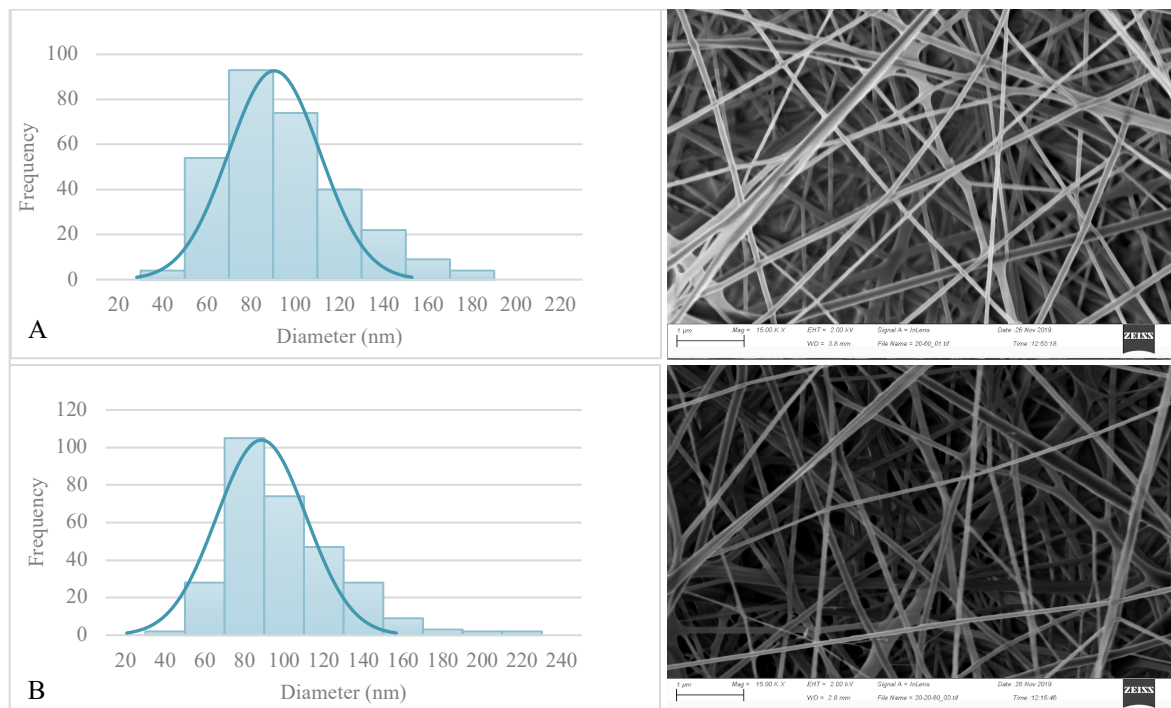 100
80
60
40
20
0
Frequency
20 40 60 80 100 120 140 160 180 200 220
Diameter (nm)
A
1 µm
Mag = 15.00 K X
EHT = 2.00 kV
Signal A = InLens
Date :26 Nov 2019
WD = 3.8 mm
File Name = 20-60_01.tif
Time :12:53:18
ZEISS
120
100
80
60
40
20
0
Frequency
20 40 60 80 100 120 140 160 180 200 220 240
Diameter (nm)
B
1 µm
Mag = 15.00 K X
EHT = 2.00 kV
Signal A = InLens
Date :26 Nov 2019
WD = 2.8 mm
File Name = 20-20-60_03.tif
Time :12:15:46
ZEISS